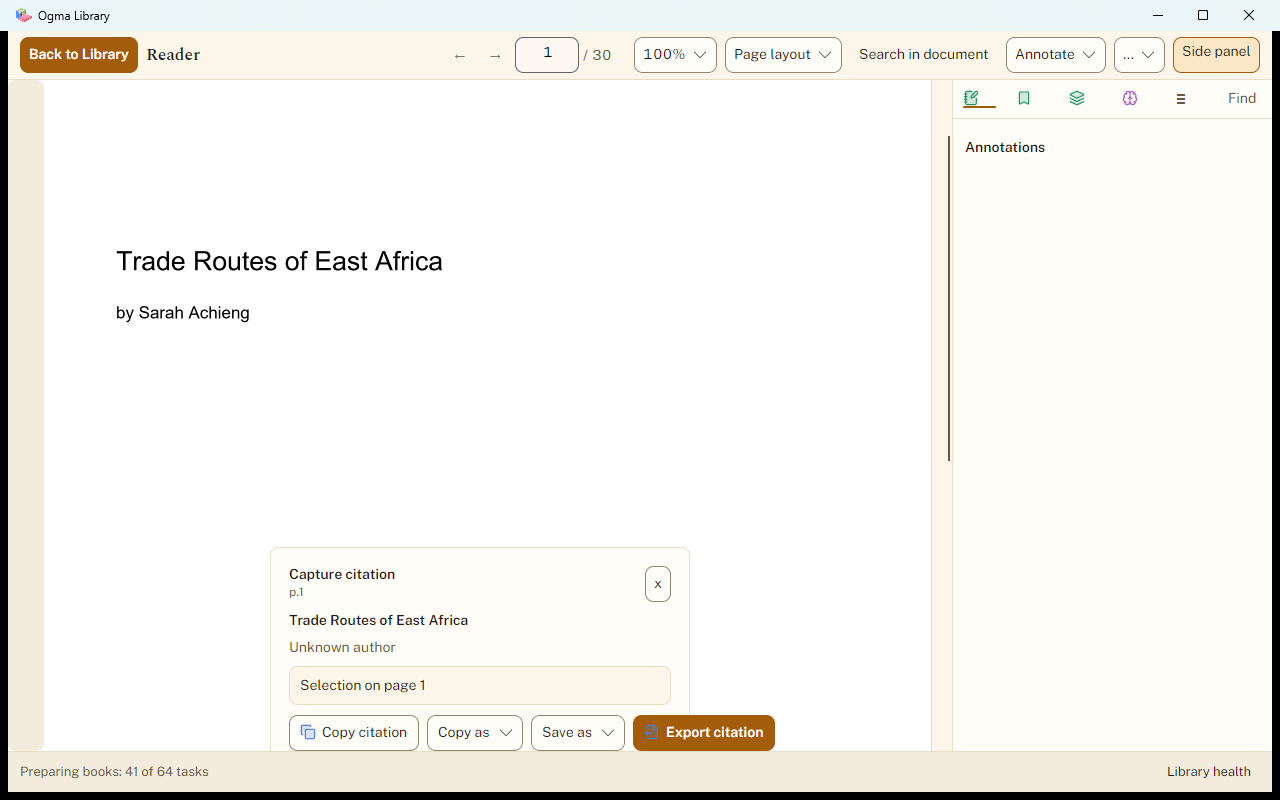 Ogma Library
Back to Library Reader ← → 1 / 30 100% Page layout Search in document Annotate ... Side panel
Find
Annotations
Trade Routes of East Africa
by Sarah Achieng
Capture citation
p.1
x
Trade Routes of East Africa
Unknown author
Selection on page 1
Copy citation Copy as Save as Export citation
Preparing books: 41 of 64 tasks Library health